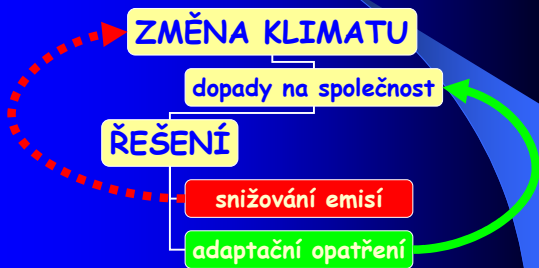 ZMĚNA KLIMATU
dopady na společnost
ŘEŠENÍ
snižování emisí
adaptační opatření